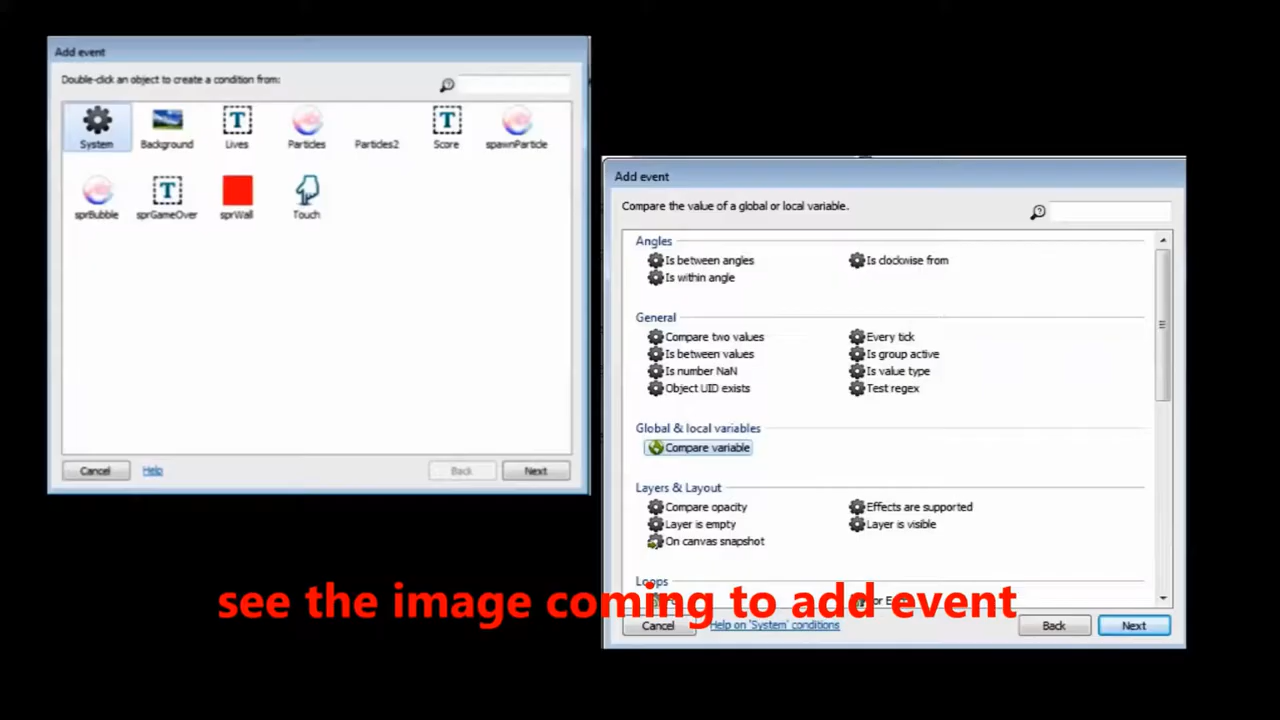 Add event
Double-click an object to create a condition from:
System Background Lives Particles Particles2 Score spawnParticle
sprBubble sprGameOver sprWall Touch
Cancel Help Back Next
Add event
Compare the value of a global or local variable.
Angles
Is between angles Is clockwise from
Is within angle
General
Compare two values Every tick
Is between values Is group active
Is number NaN Is value type
Object UID exists Test regex
Global & local variables
Compare variable
Layers & Layout
Compare opacity Effects are supported
Layer is empty Layer is visible
On canvas snapshot
Loops
see the image coming to add event
Cancel Help on 'System' conditions Back Next